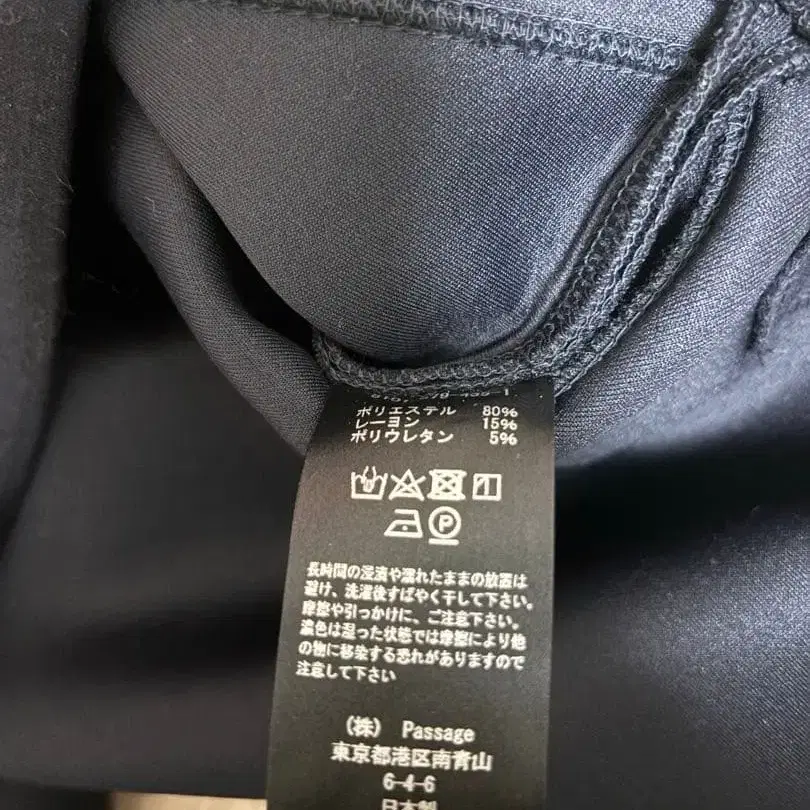 ポリエステル 80%
レーヨン 15%
ポリウレタン 5%
P
長時間の浸漬や濡れたままの放置は
避け、洗濯後すばやく干して下さい。
摩擦や引っかけに、ご注意下さい。
濃色は湿った状態では摩擦により他
の物に移染する恐れがありますので
注意して下さい
(株) Passage
東京都港区南青山
6-4-6
日本製